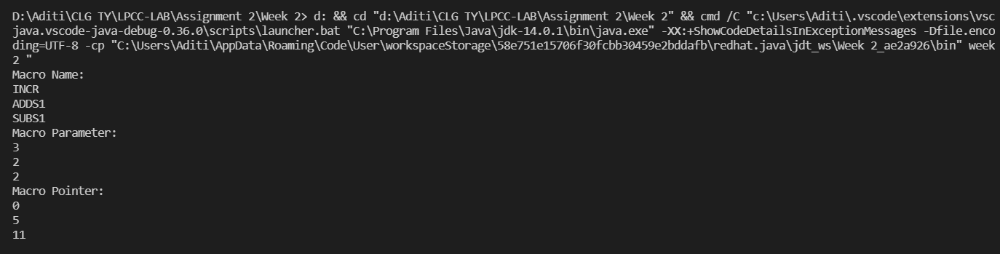 D:\Aditi\CLG TY\LPCC-LAB\Assignment 2\Week 2> d: && cd "d:\Aditi\CLG TY\LPCC-LAB\Assignment 2\Week 2" && cmd /C "c:\Users\Aditi\.vscode\extensions\vsc
java.vscode-java-debug-0.36.0\scripts\launcher.bat "C:\Program Files\Java\jdk-14.0.1\bin\java.exe" -XX:+ShowCodeDetailsInExceptionMessages -Dfile.enco
ding=UTF-8 -cp "C:\Users\Aditi\AppData\Roaming\Code\User\workspaceStorage\58e751e15706f30fcbb30459e2bddafb\redhat.java\jdt_ws\Week 2_ae2a926\bin" week
2 "
Macro Name:
INCR
ADDS1
SUBS1
Macro Parameter:
3
2
2
Macro Pointer:
0
5
11